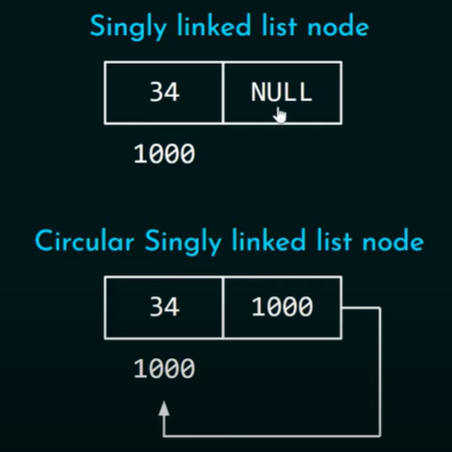 Singly linked list node
34 NULL
1000
Circular Singly linked list node
34 1000
1000